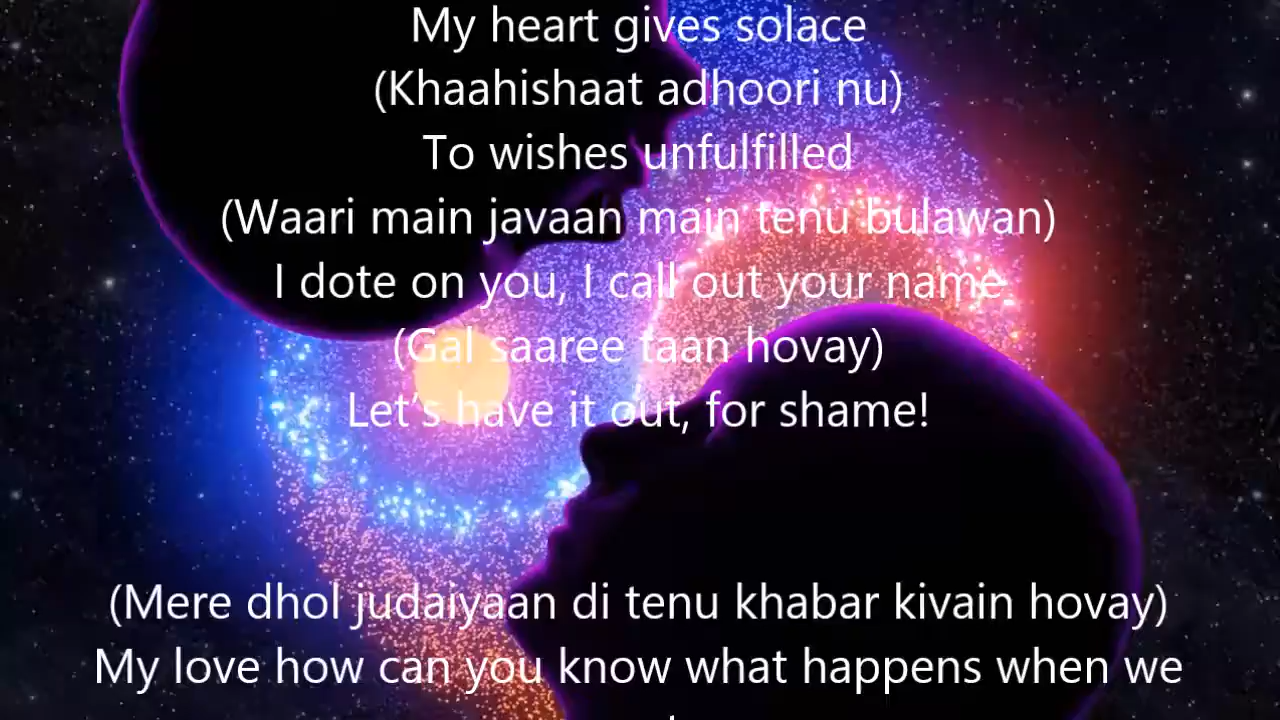 My heart gives solace
(Khaahishaat adhoori nu)
To wishes unfulfilled
(Waari main javaan main tenu bulawan)
I dote on you, I call out your name
(Gal saaree taan hovay)
Let’s have it out, for shame!
(Mere dhol judaiyaan di tenu khabar kivain hovay)
My love how can you know what happens when we